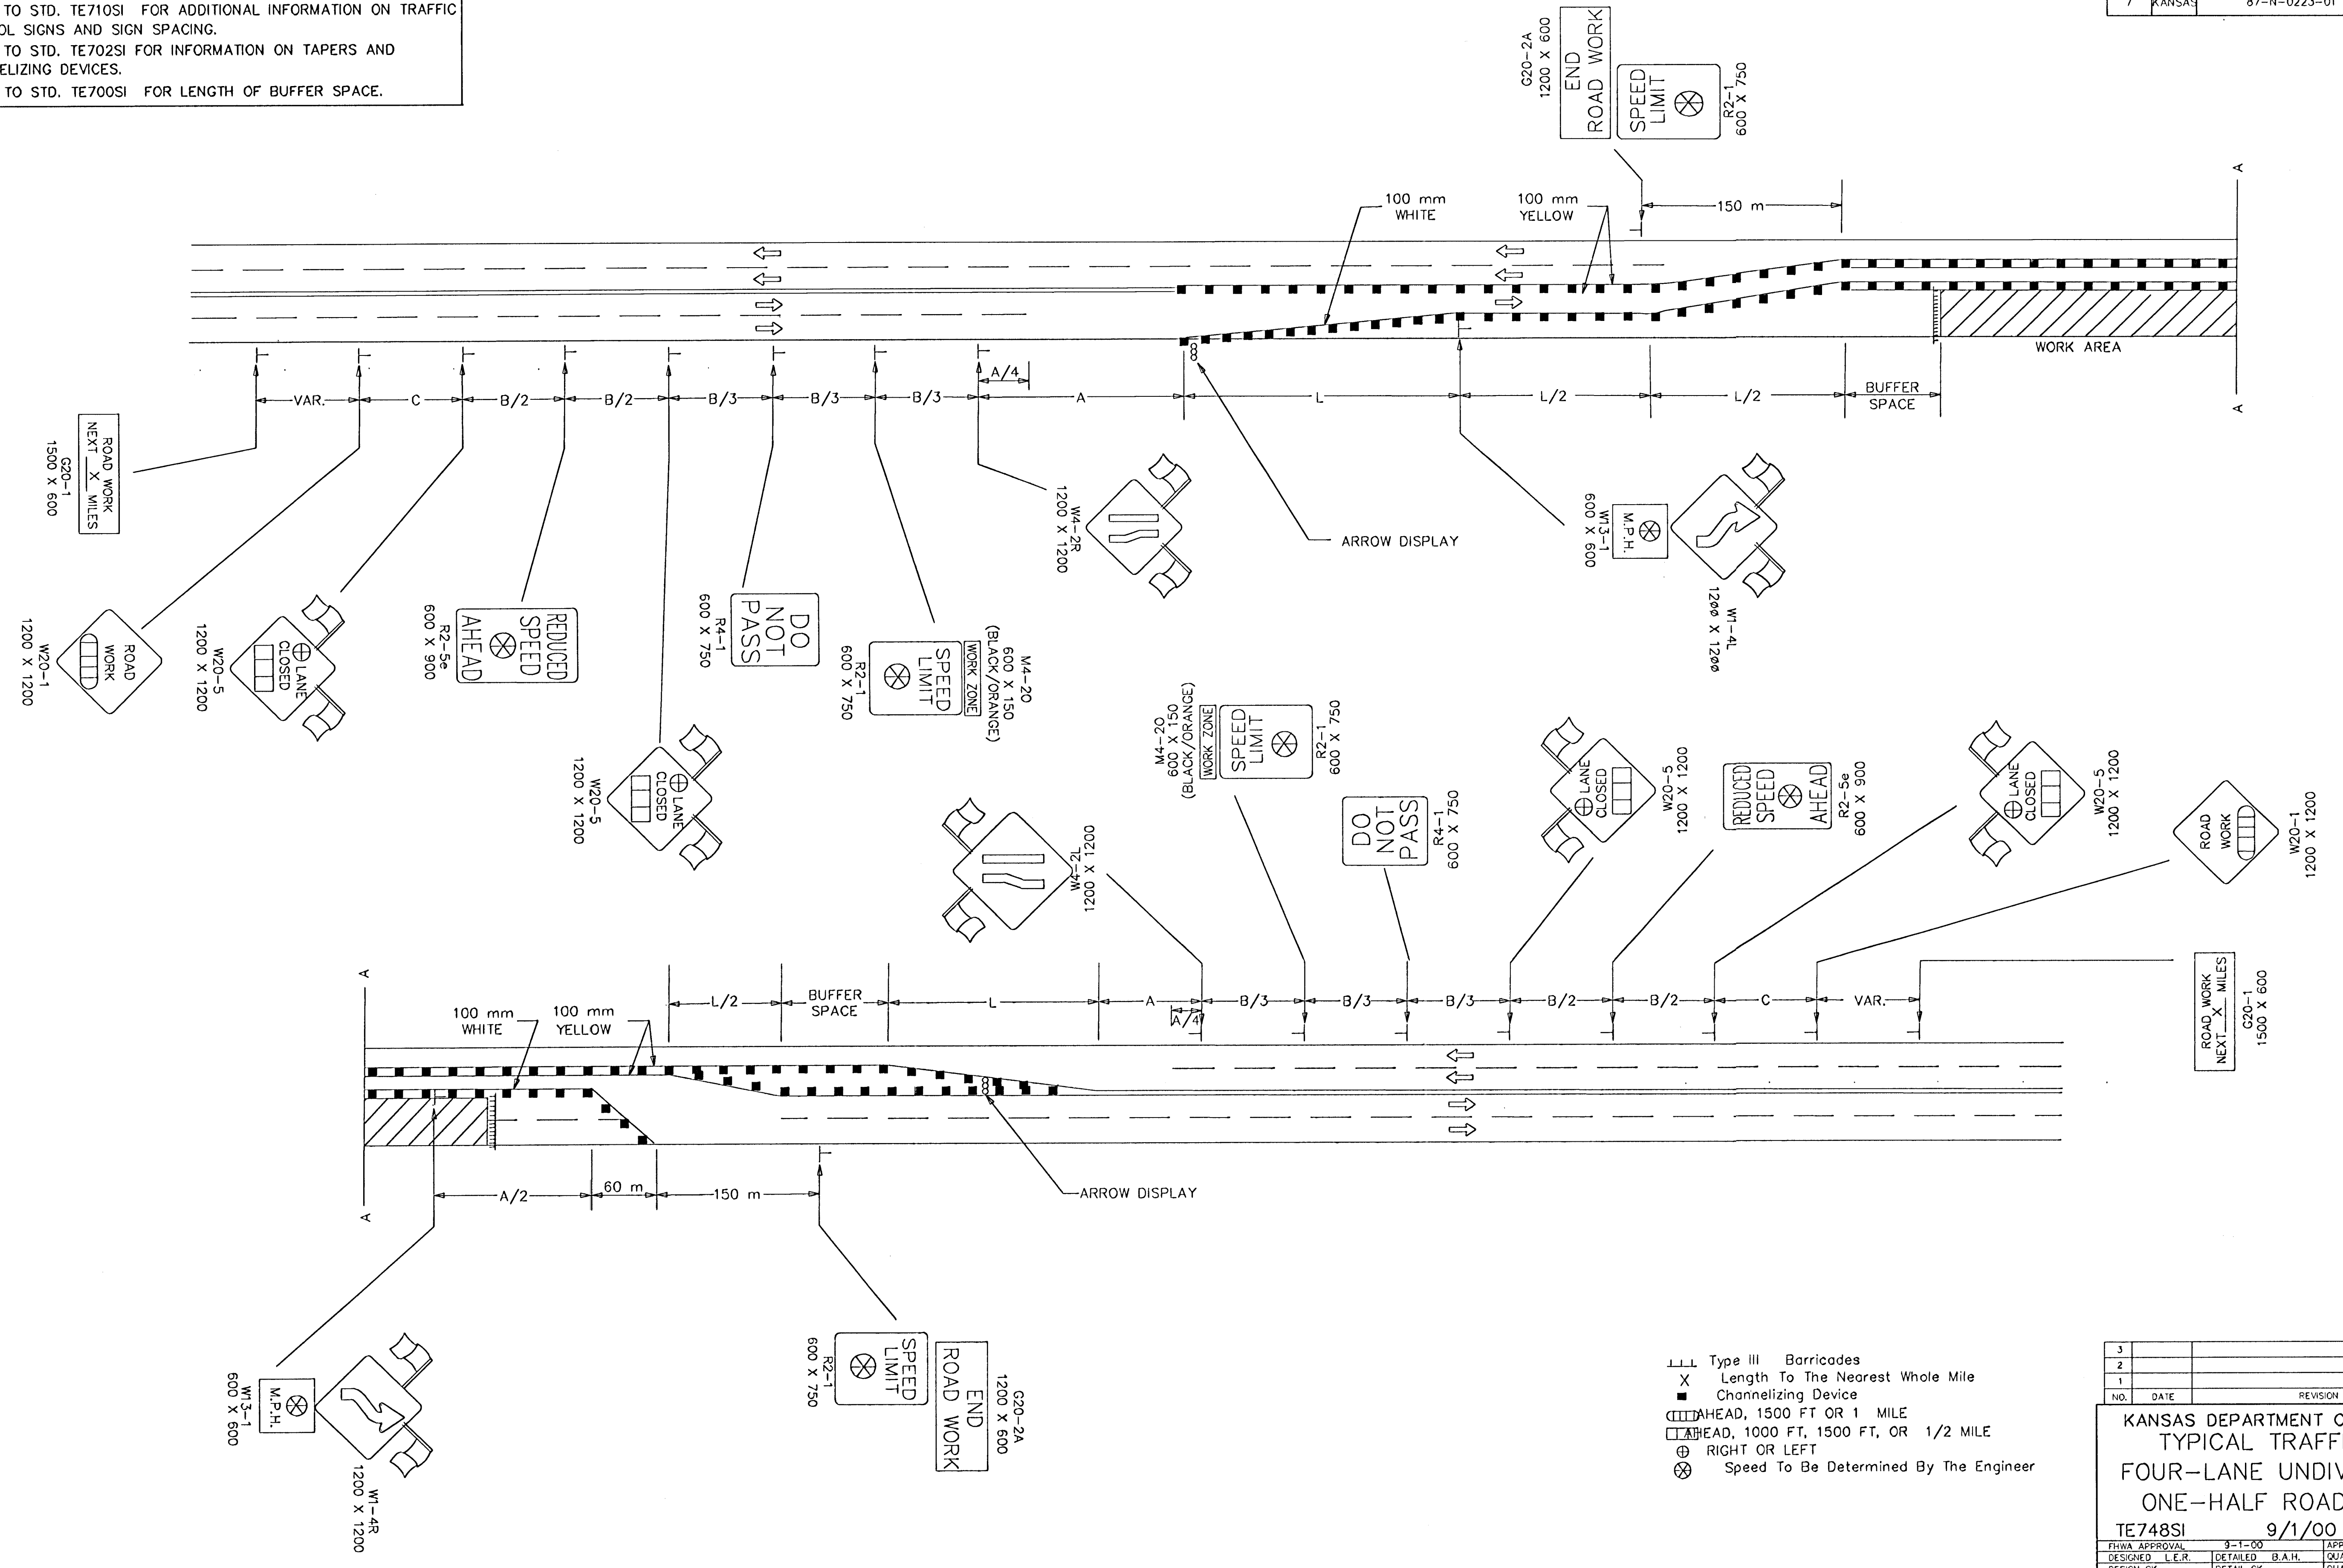 TO STD. TE710SI FOR ADDITIONAL INFORMATION ON TRAFFIC
OL SIGNS AND SIGN SPACING.
TO STD. TE702SI FOR INFORMATION ON TAPERS AND
ELIZING DEVICES.
TO STD. TE700SI FOR LENGTH OF BUFFER SPACE.
7 KANSAS 87-N-0223-01
G20-2A
1200 X 600
END
ROAD WORK
SPEED
LIMIT
R2-1
600 X 750
150 m
100 mm
WHITE
100 mm
YELLOW
A
WORK AREA
A
VAR.
C
B/2
B/2
B/3
B/3
B/3
A/4
A
L
L/2
L/2
BUFFER
SPACE
ROAD WORK
NEXT X MILES
G20-1
1500 X 600
ROAD
WORK
W20-1
1200 X 1200
⊕ LANE
CLOSED
W20-5
1200 X 1200
REDUCED
SPEED
AHEAD
R2-5e
600 X 900
⊕ LANE
CLOSED
W20-5
1200 X 1200
DO
NOT
PASS
R4-1
600 X 750
M4-20
600 X 150
(BLACK/ORANGE)
WORK ZONE
SPEED
LIMIT
R2-1
600 X 750
W4-2R
1200 X 1200
ARROW DISPLAY
M.P.H.
W13-1
600 X 600
W1-4L
12øø X 12øø
W4-2L
1200 X 1200
M4-20
600 X 150
(BLACK/ORANGE)
WORK ZONE
SPEED
LIMIT
R2-1
600 X 750
DO
NOT
PASS
R4-1
600 X 750
⊕ LANE
CLOSED
W20-5
1200 X 1200
REDUCED
SPEED
AHEAD
R2-5e
600 X 900
⊕ LANE
CLOSED
W20-5
1200 X 1200
ROAD
WORK
W20-1
1200 X 1200
ROAD WORK
NEXT X MILES
G20-1
1500 X 600
A
L/2
BUFFER
SPACE
L
A
A/4
B/3
B/3
B/3
B/2
B/2
C
VAR.
100 mm
WHITE
100 mm
YELLOW
A
A/2
60 m
150 m
ARROW DISPLAY
M.P.H.
W13-1
600 X 600
W1-4R
1200 X 1200
SPEED
LIMIT
R2-1
600 X 750
G20-2A
1200 X 600
END
ROAD WORK
Type III Barricades
X Length To The Nearest Whole Mile
Channelizing Device
AHEAD, 1500 FT OR 1 MILE
AHEAD, 1000 FT, 1500 FT, OR 1/2 MILE
⊕ RIGHT OR LEFT
Speed To Be Determined By The Engineer
3
2
1
NO. DATE REVISION
KANSAS DEPARTMENT O
TYPICAL TRAFF
FOUR-LANE UNDIV
ONE-HALF ROAD
TE748SI 9/1/00
FHWA APPROVAL 9-1-00 APP
DESIGNED L.E.R. DETAILED B.A.H. QUA